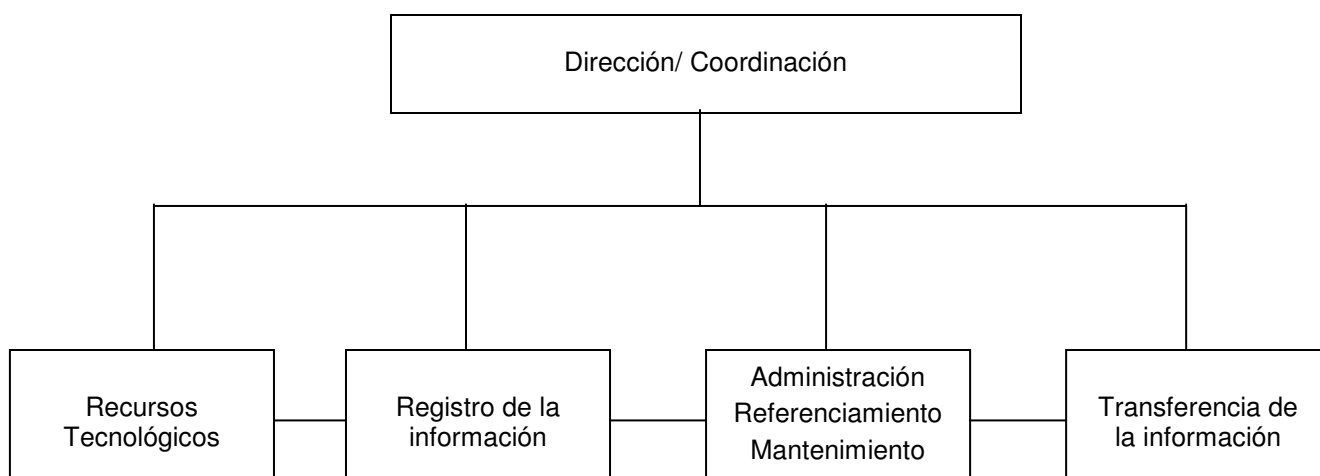 Dirección/ Coordinación
Recursos
Tecnológicos
Registro de la
información
Administración
Referenciamiento
Mantenimiento
Transferencia de
la información